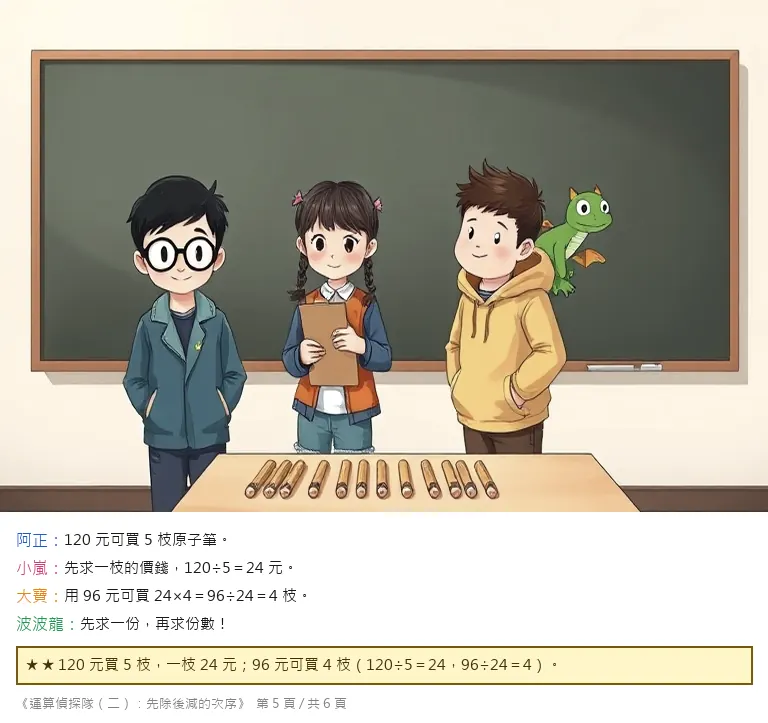 阿正：120 元可買 5 枝原子筆。
小嵐：先求一枝的價錢，120÷5＝24 元。
大寶：用 96 元可買 24×4＝96÷24＝4 枝。
波波龍：先求一份，再求份數！
★★120 元買 5 枝，一枝 24 元；96 元可買 4 枝（120÷5＝24，96÷24＝4）。
《運算偵探隊（二）：先除後減的次序》 第 5 頁 / 共 6 頁